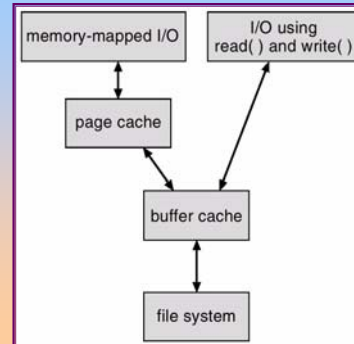 memory-mapped I/O
I/O using
read( ) and write( )
page cache
buffer cache
file system